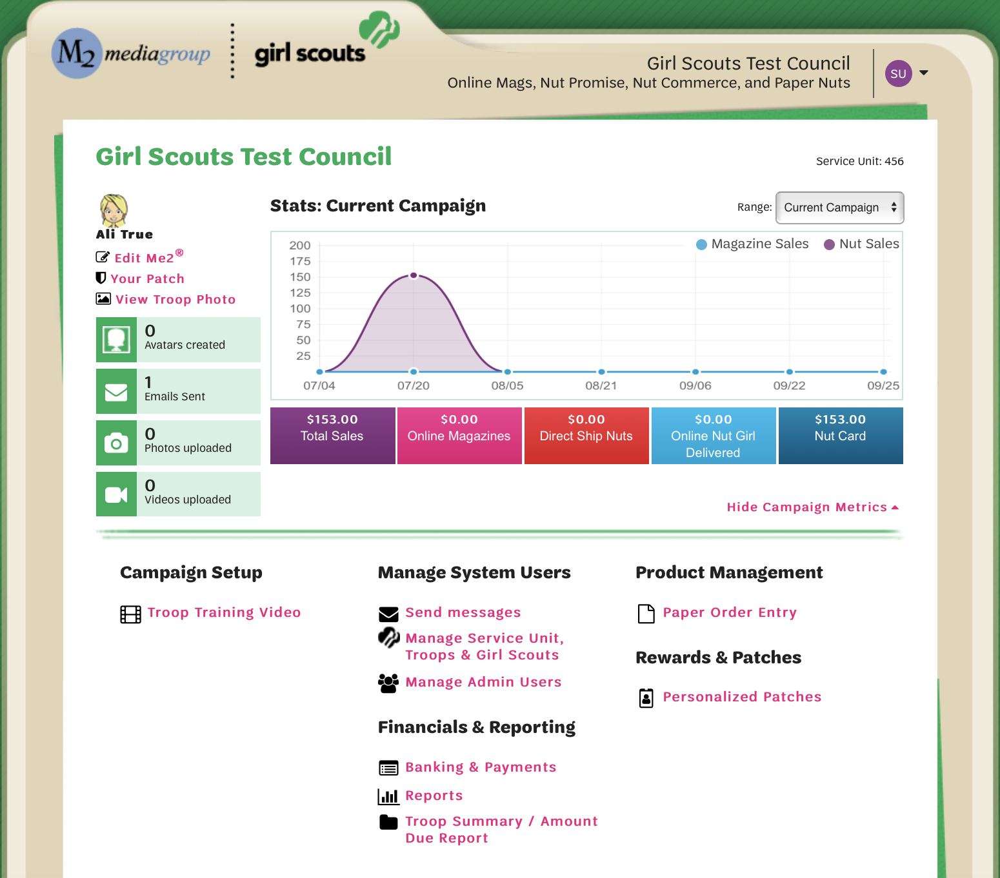 M2 mediagroup
girl scouts
Girl Scouts Test Council
Online Mags, Nut Promise, Nut Commerce, and Paper Nuts
SU
Girl Scouts Test Council
Service Unit: 456
Ali True
Edit Me2®
Your Patch
View Troop Photo
0
Avatars created
1
Emails Sent
0
Photos uploaded
0
Videos uploaded
Stats: Current Campaign
Range: Current Campaign
Magazine Sales Nut Sales
200
175
150
125
100
75
50
25
07/04 07/20 08/05 08/21 09/06 09/22 09/25
$153.00
Total Sales
$0.00
Online Magazines
$0.00
Direct Ship Nuts
$0.00
Online Nut Girl
Delivered
$153.00
Nut Card
Hide Campaign Metrics
Campaign Setup
Troop Training Video
Manage System Users
Send messages
Manage Service Unit,
Troops & Girl Scouts
Manage Admin Users
Financials & Reporting
Banking & Payments
Reports
Troop Summary / Amount
Due Report
Product Management
Paper Order Entry
Rewards & Patches
Personalized Patches